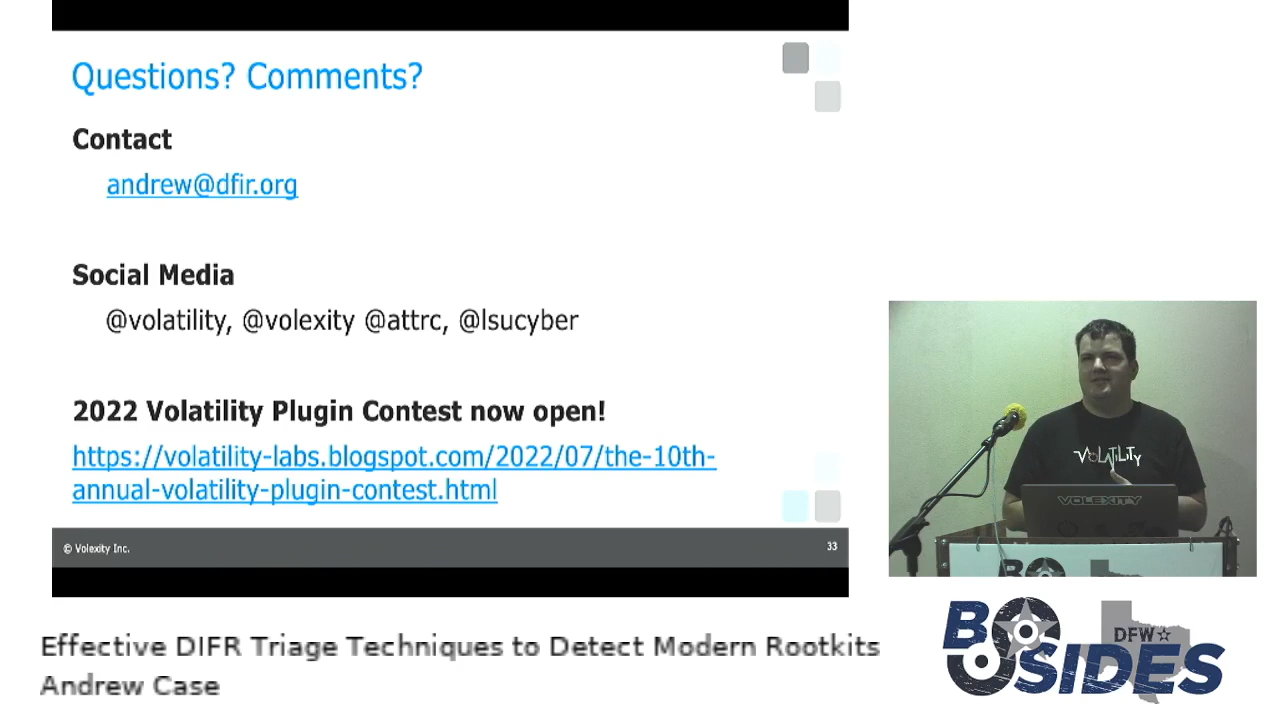 Questions? Comments?
Contact
andrew@dfir.org
Social Media
@volatility, @volexity @attrc, @lsucyber
2022 Volatility Plugin Contest now open!
https://volatility-labs.blogspot.com/2022/07/the-10th-
annual-volatility-plugin-contest.html
© Volexity Inc.
33
VOLATILITY
VOLEXITY
BSIDES
DFW
Effective DIFR Triage Techniques to Detect Modern Rootkits
Andrew Case